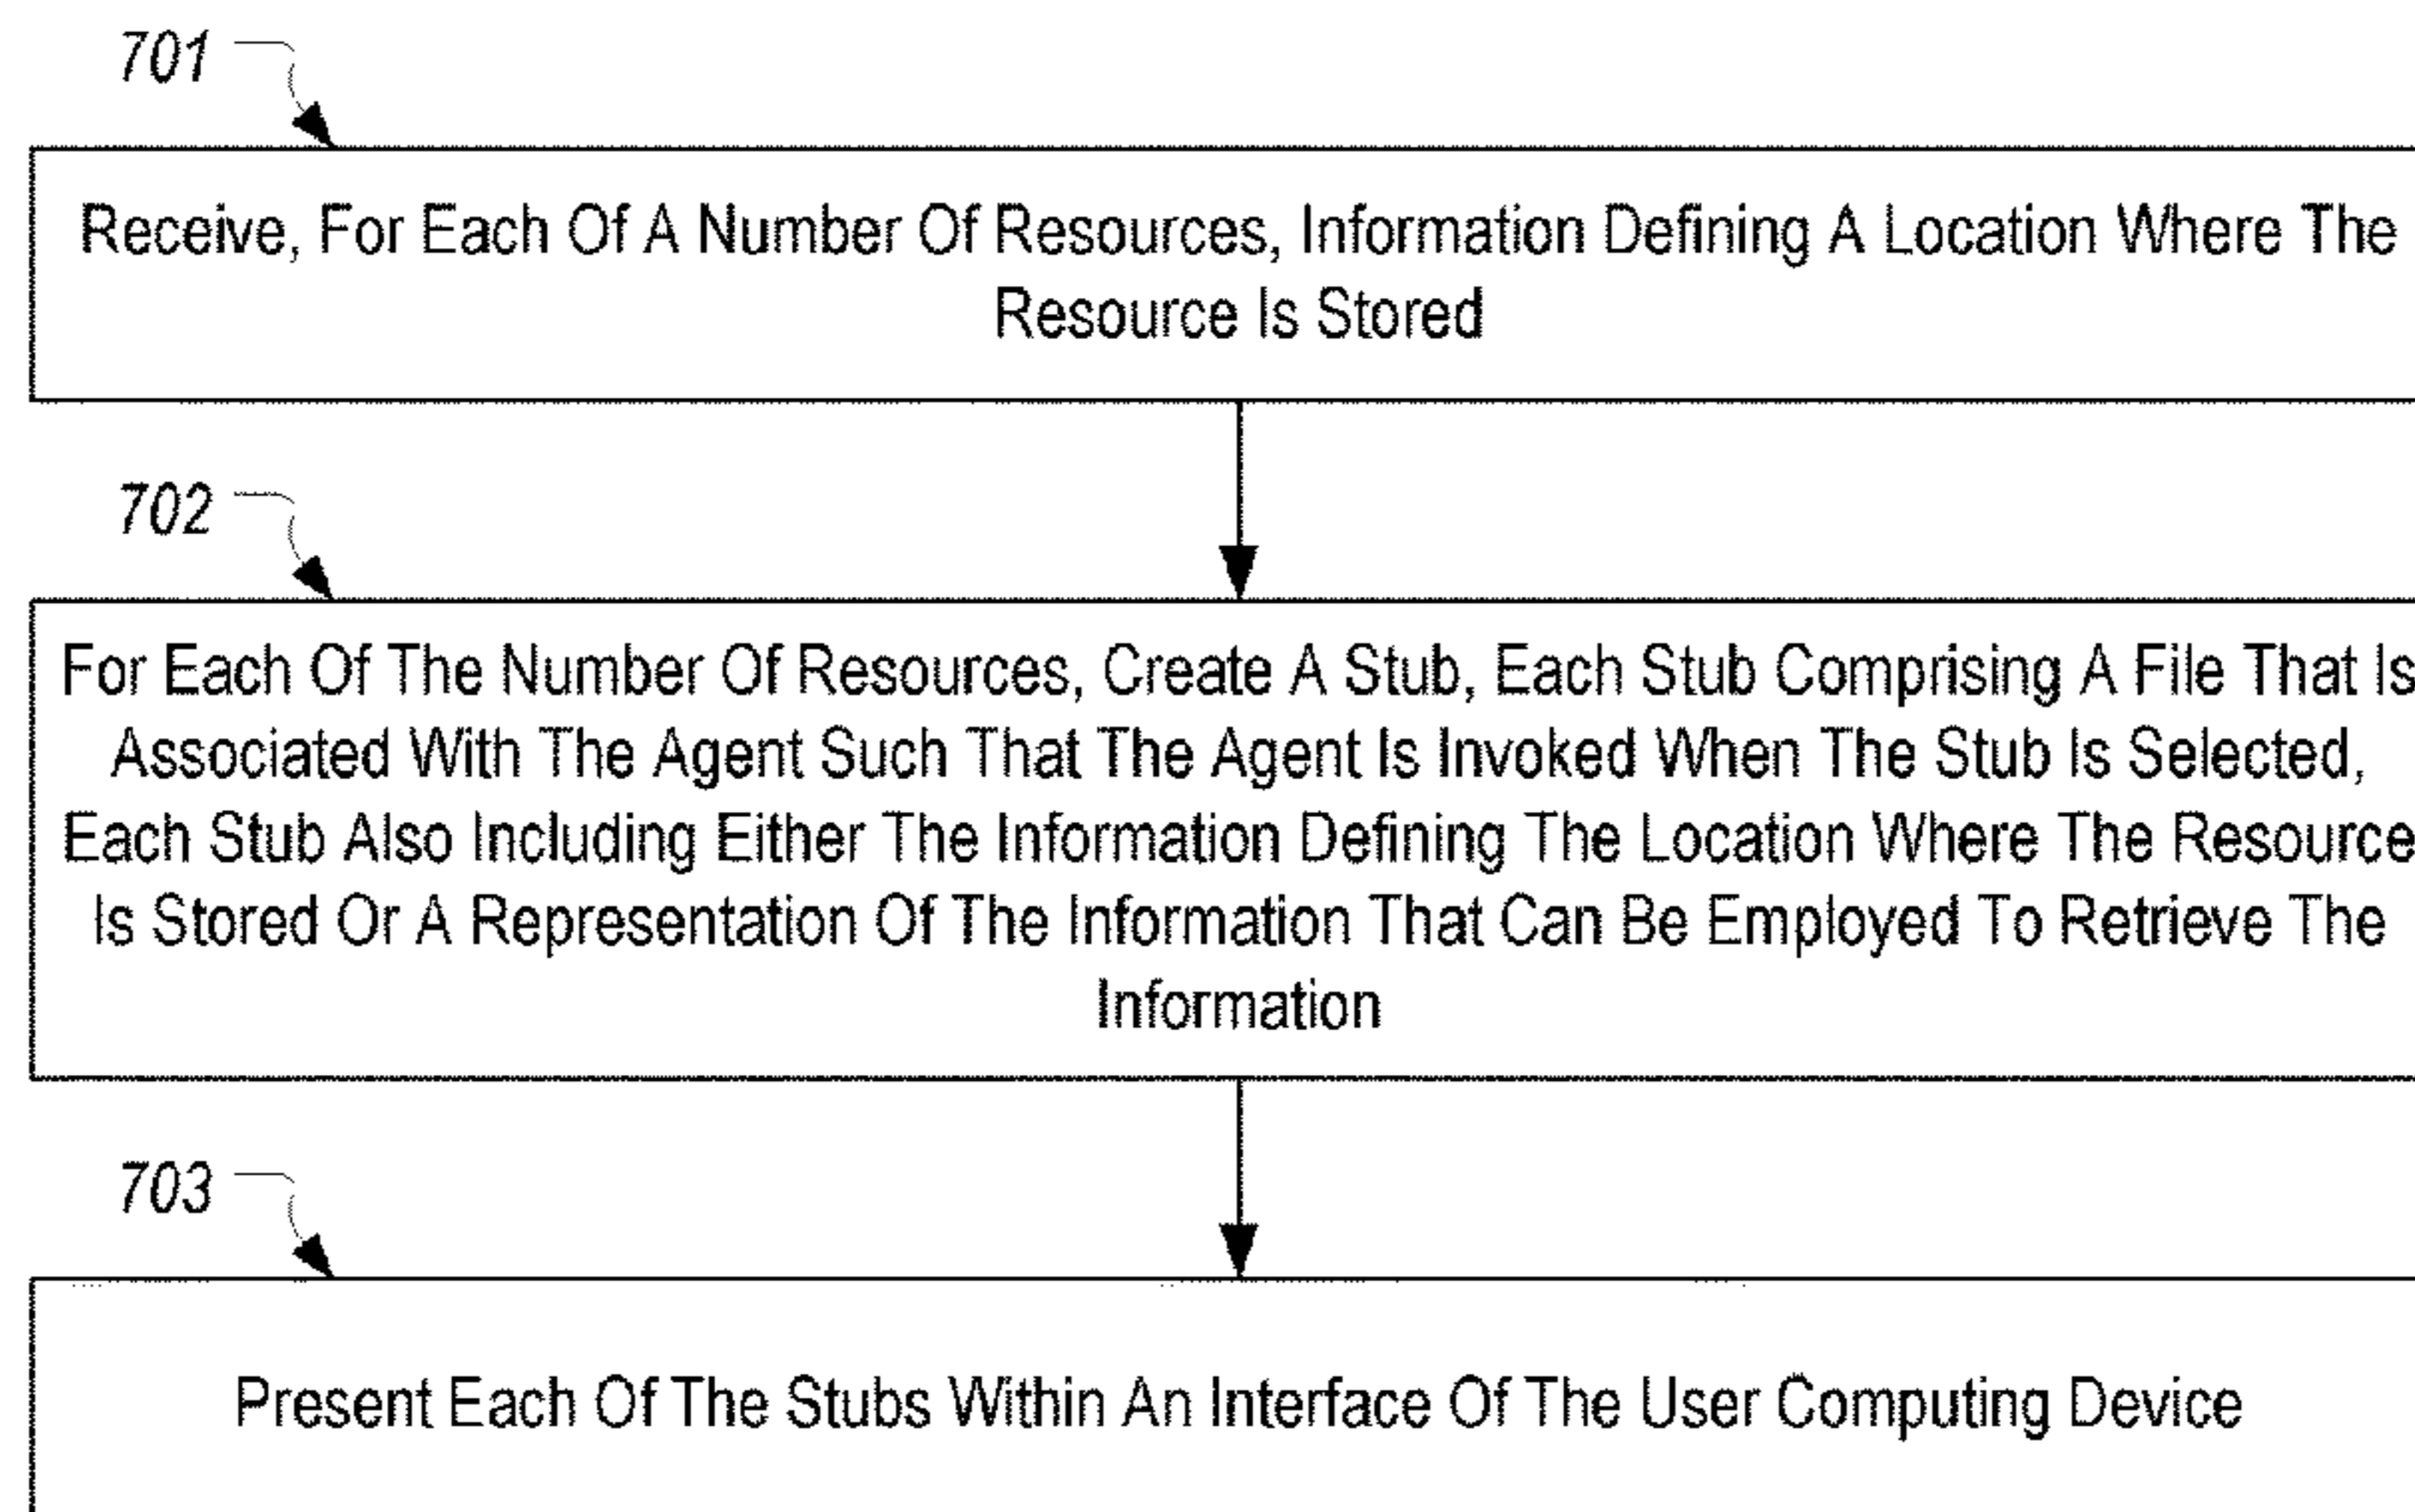 701
Receive, For Each Of A Number Of Resources, Information Defining A Location Where The
Resource Is Stored
702
For Each Of The Number Of Resources, Create A Stub, Each Stub Comprising A File That Is
Associated With The Agent Such That The Agent Is Invoked When The Stub Is Selected,
Each Stub Also Including Either The Information Defining The Location Where The Resource
Is Stored Or A Representation Of The Information That Can Be Employed To Retrieve The
Information
703
Present Each Of The Stubs Within An Interface Of The User Computing Device